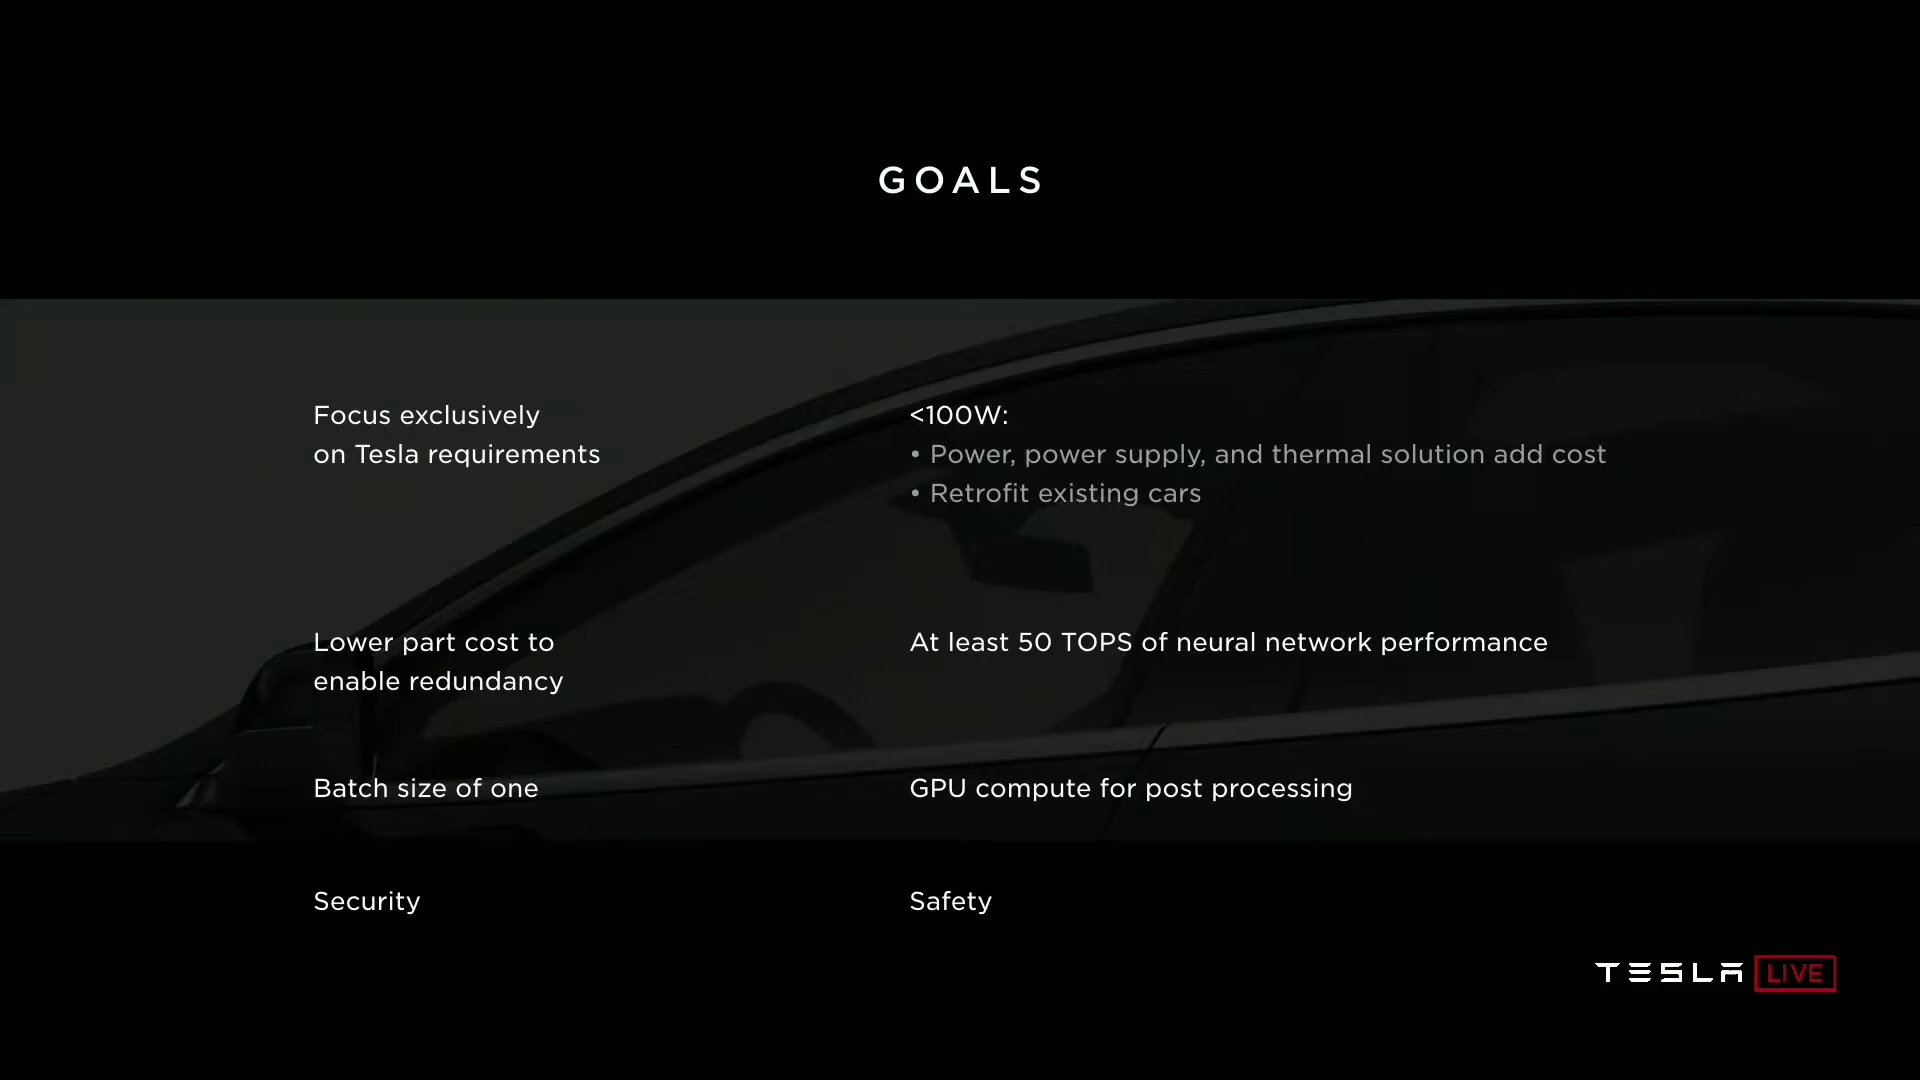 GOALS
Focus exclusively
on Tesla requirements
<100W:
• Power, power supply, and thermal solution add cost
• Retrofit existing cars
Lower part cost to
enable redundancy
At least 50 TOPS of neural network performance
Batch size of one
GPU compute for post processing
Security
Safety
TESLA LIVE